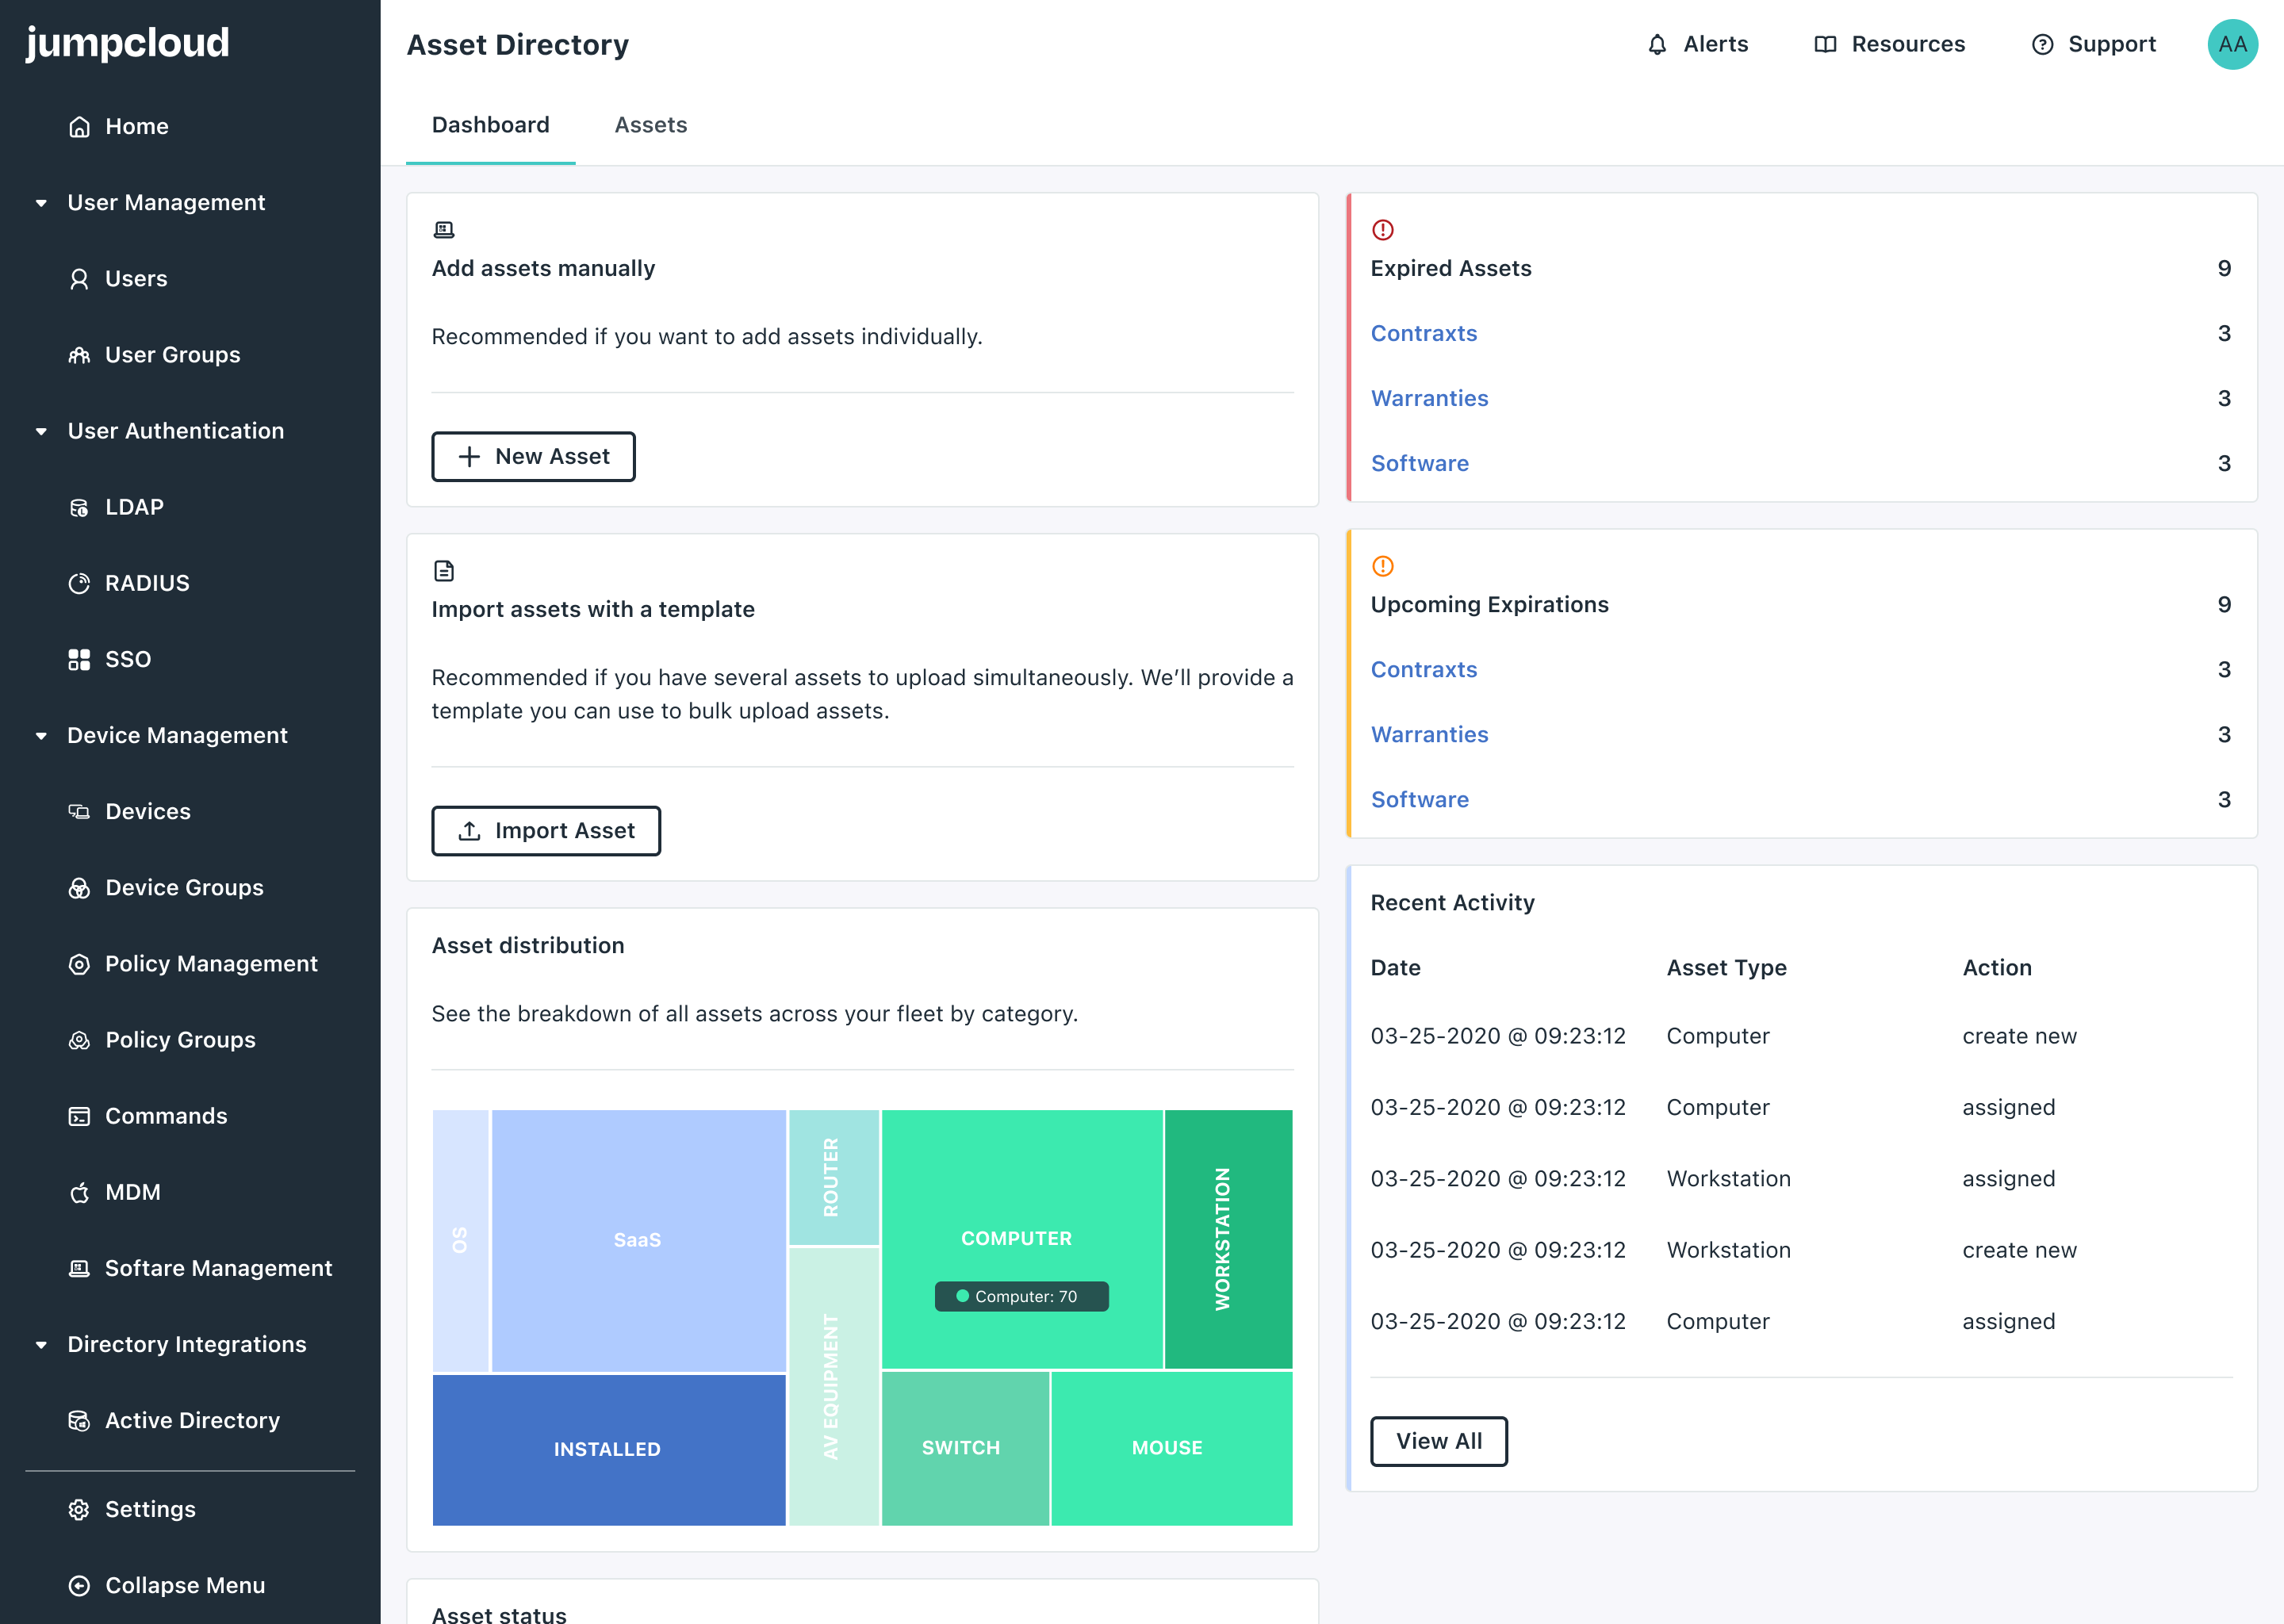 jumpcloud
Home
User Management
Users
User Groups
User Authentication
LDAP
RADIUS
SSO
Device Management
Devices
Device Groups
Policy Management
Policy Groups
Commands
MDM
Softare Management
Directory Integrations
Active Directory
Settings
Collapse Menu
Asset Directory
Alerts
Resources
Support
AA
Dashboard
Assets
Add assets manually
Recommended if you want to add assets individually.
New Asset
Import assets with a template
Recommended if you have several assets to upload simultaneously. We’ll provide a
template you can use to bulk upload assets.
Import Asset
Asset distribution
See the breakdown of all assets across your fleet by category.
OS
SaaS
INSTALLED
ROUTER
AV EQUIPMENT
COMPUTER
Computer: 70
WORKSTATION
SWITCH
MOUSE
Asset status
Expired Assets 9
Contraxts 3
Warranties 3
Software 3
Upcoming Expirations 9
Contraxts 3
Warranties 3
Software 3
Recent Activity
Date Asset Type Action
03-25-2020 @ 09:23:12 Computer create new
03-25-2020 @ 09:23:12 Computer assigned
03-25-2020 @ 09:23:12 Workstation assigned
03-25-2020 @ 09:23:12 Workstation create new
03-25-2020 @ 09:23:12 Computer assigned
View All